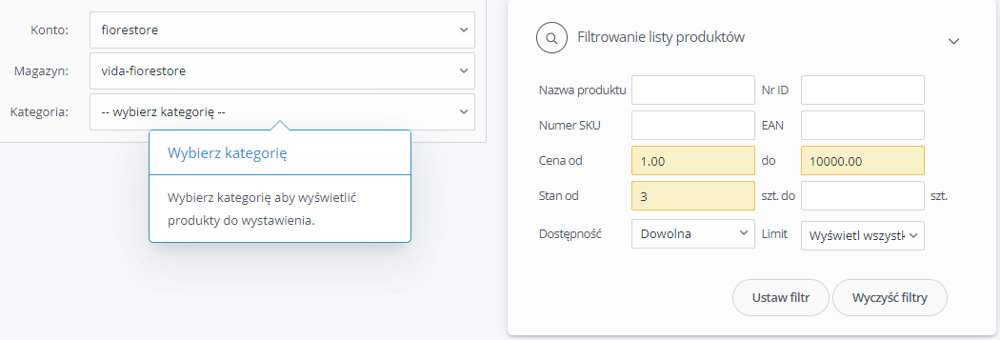 Konto: fiorestore
Magazyn: vida-fiorestore
Kategoria: -- wybierz kategorię --
Wybierz kategorię
Wybierz kategorię aby wyświetlić
produkty do wystawienia.
Filtrowanie listy produktów
Nazwa produktu Nr ID
Numer SKU EAN
Cena od 1.00 do 10000.00
Stan od 3 szt. do szt.
Dostępność Dowolna Limit Wyświetl wszystk
Ustaw filtr Wyczyść filtry